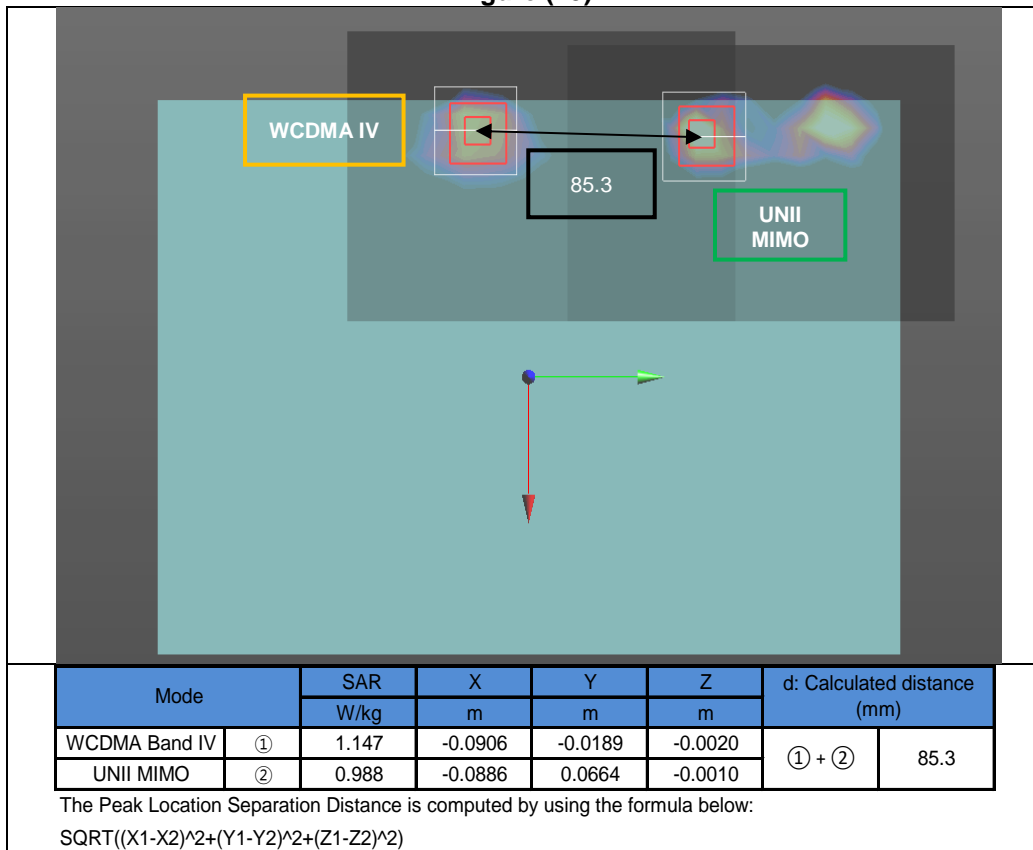 WCDMA IV
85.3
UNII
MIMO
Mode SAR X Y Z d: Calculated distance
W/kg m m m (mm)
WCDMA Band IV ① 1.147 -0.0906 -0.0189 -0.0020 ① + ② 85.3
UNII MIMO ② 0.988 -0.0886 0.0664 -0.0010
The Peak Location Separation Distance is computed by using the formula below:
SQRT((X1-X2)^2+(Y1-Y2)^2+(Z1-Z2)^2)